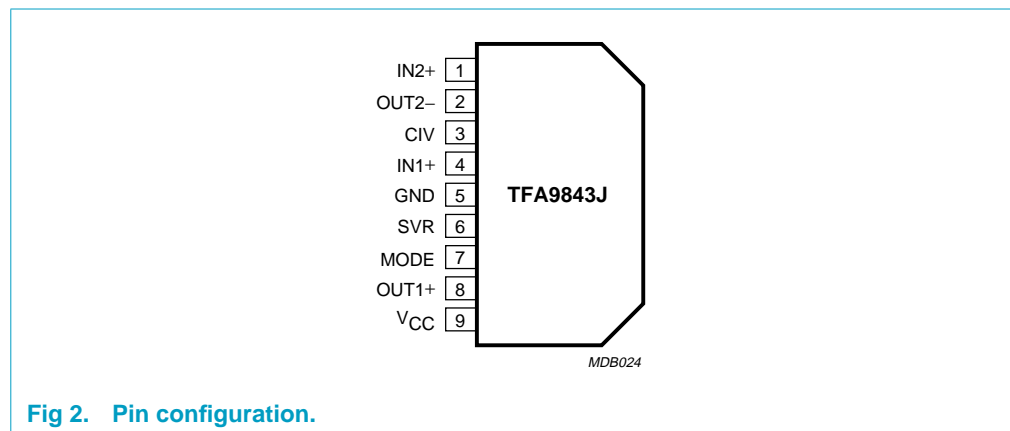 IN2+ 1
OUT2− 2
CIV 3
IN1+ 4
GND 5
SVR 6
MODE 7
OUT1+ 8
VCC 9
TFA9843J
MDB024
Fig 2. Pin configuration.